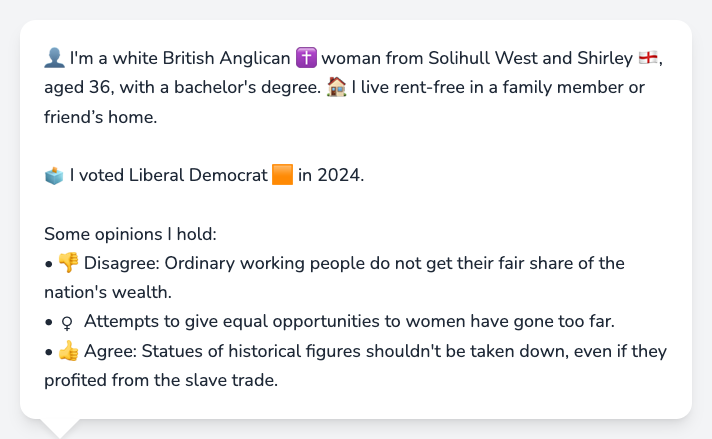 👤 I'm a white British Anglican ✝️ woman from Solihull West and Shirley 🏴󠁧󠁢󠁥󠁮󠁧󠁿,
aged 36, with a bachelor's degree. 🏠 I live rent-free in a family member or
friend’s home.
🗳️ I voted Liberal Democrat 🟧 in 2024.
Some opinions I hold:
• 👎 Disagree: Ordinary working people do not get their fair share of the
nation's wealth.
• ♀ Attempts to give equal opportunities to women have gone too far.
• 👍 Agree: Statues of historical figures shouldn't be taken down, even if they
profited from the slave trade.